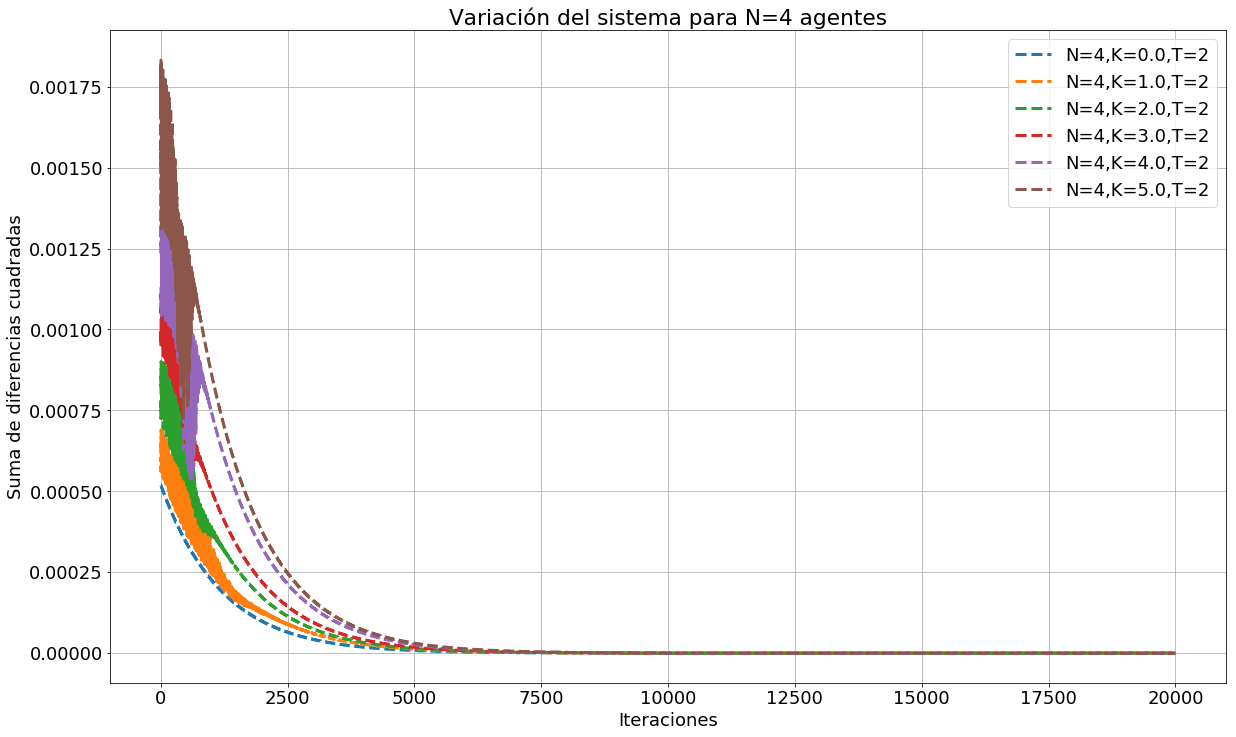 Variación del sistema para N=4 agentes
N=4,K=0.0,T=2
N=4,K=1.0,T=2
N=4,K=2.0,T=2
N=4,K=3.0,T=2
N=4,K=4.0,T=2
N=4,K=5.0,T=2
Suma de diferencias cuadradas
0.00175
0.00150
0.00125
0.00100
0.00075
0.00050
0.00025
0.00000
0 2500 5000 7500 10000 12500 15000 17500 20000
Iteraciones